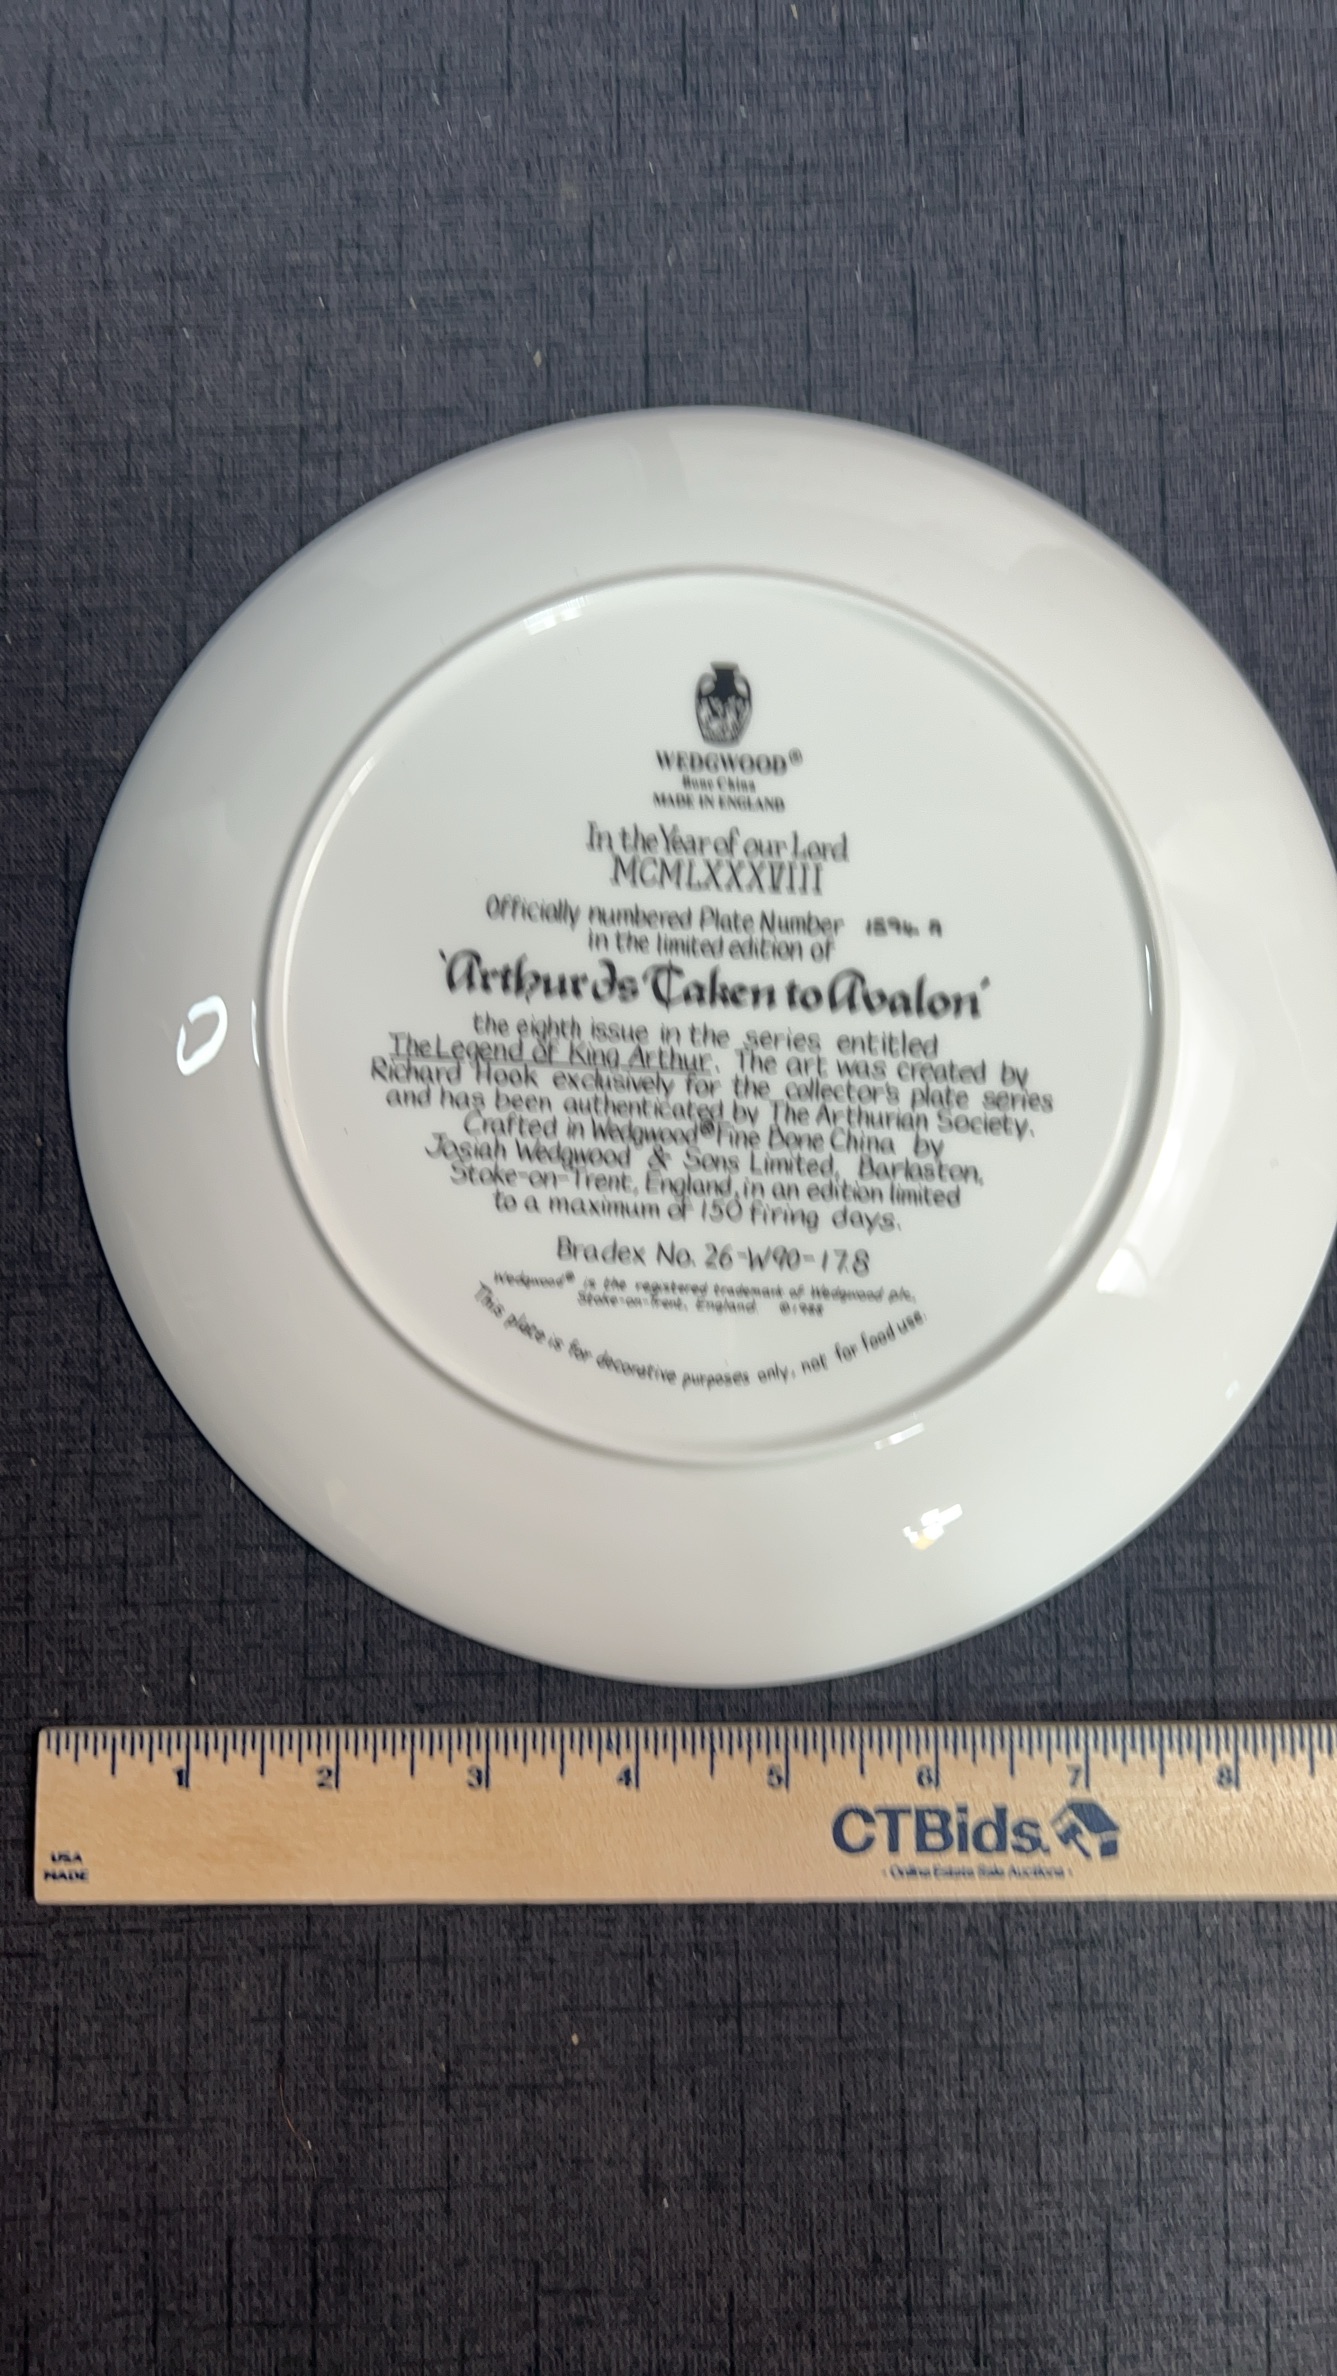 WEDGWOOD®
Bone China
MADE IN ENGLAND
In the Year of our Lord
MCMLXXXVIII
Officially numbered Plate Number 1894 A
in the limited edition of
'Arthur Is Taken to Avalon'
the eighth issue in the series entitled
The Legend of King Arthur. The art was created by
Richard Hook exclusively for the collector's plate series
and has been authenticated by The Arthurian Society.
Crafted in Wedgwood® Fine Bone China by
Josiah Wedgwood & Sons Limited, Barlaston,
Stoke-on-Trent, England, in an edition limited
to a maximum of 150 firing days.
Bradex No. 26-W90-17.8
Wedgwood® is the registered trademark of Wedgwood plc,
Stoke-on-Trent, England. ©1988
This plate is for decorative purposes only, not for food use.
1 2 3 4 5 6 7 8
CTBids.
- Online Estate Sale Auctions -
USA
MADE